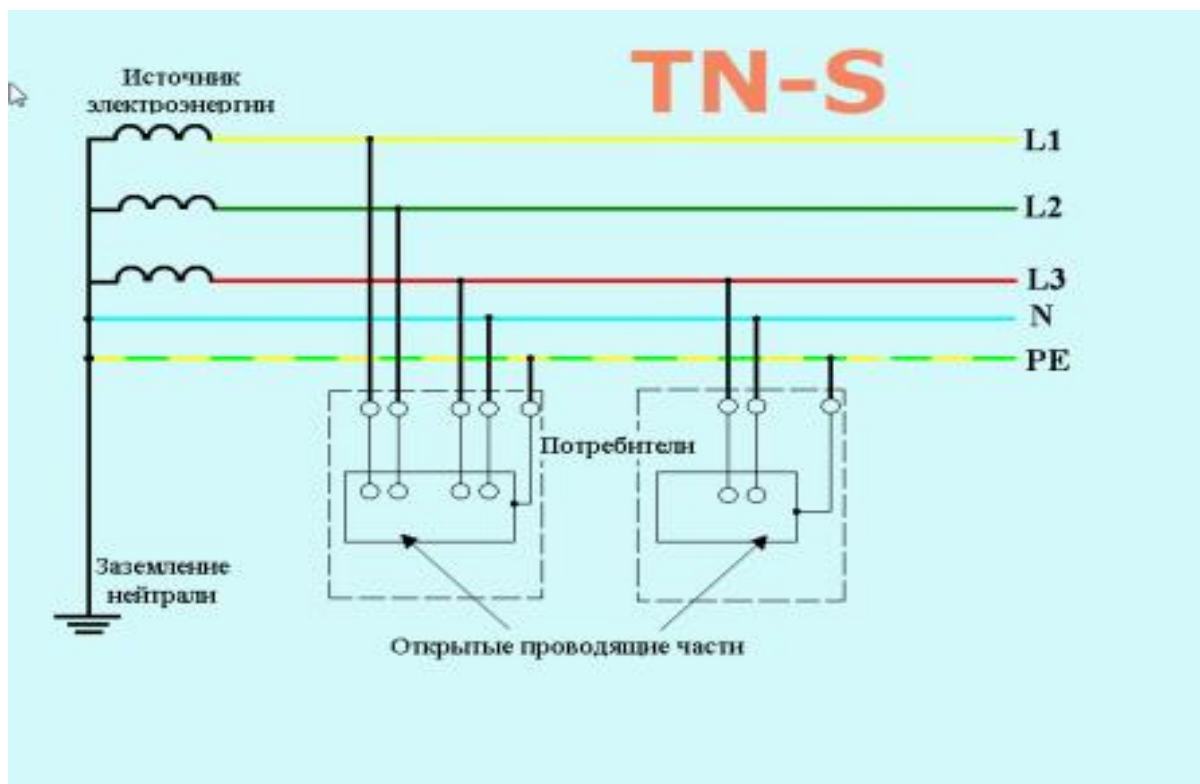 TN-S
Источник
электроэнергии
L1
L2
L3
N
PE
Потребители
Заземление
нейтрали
Открытые проводящие части